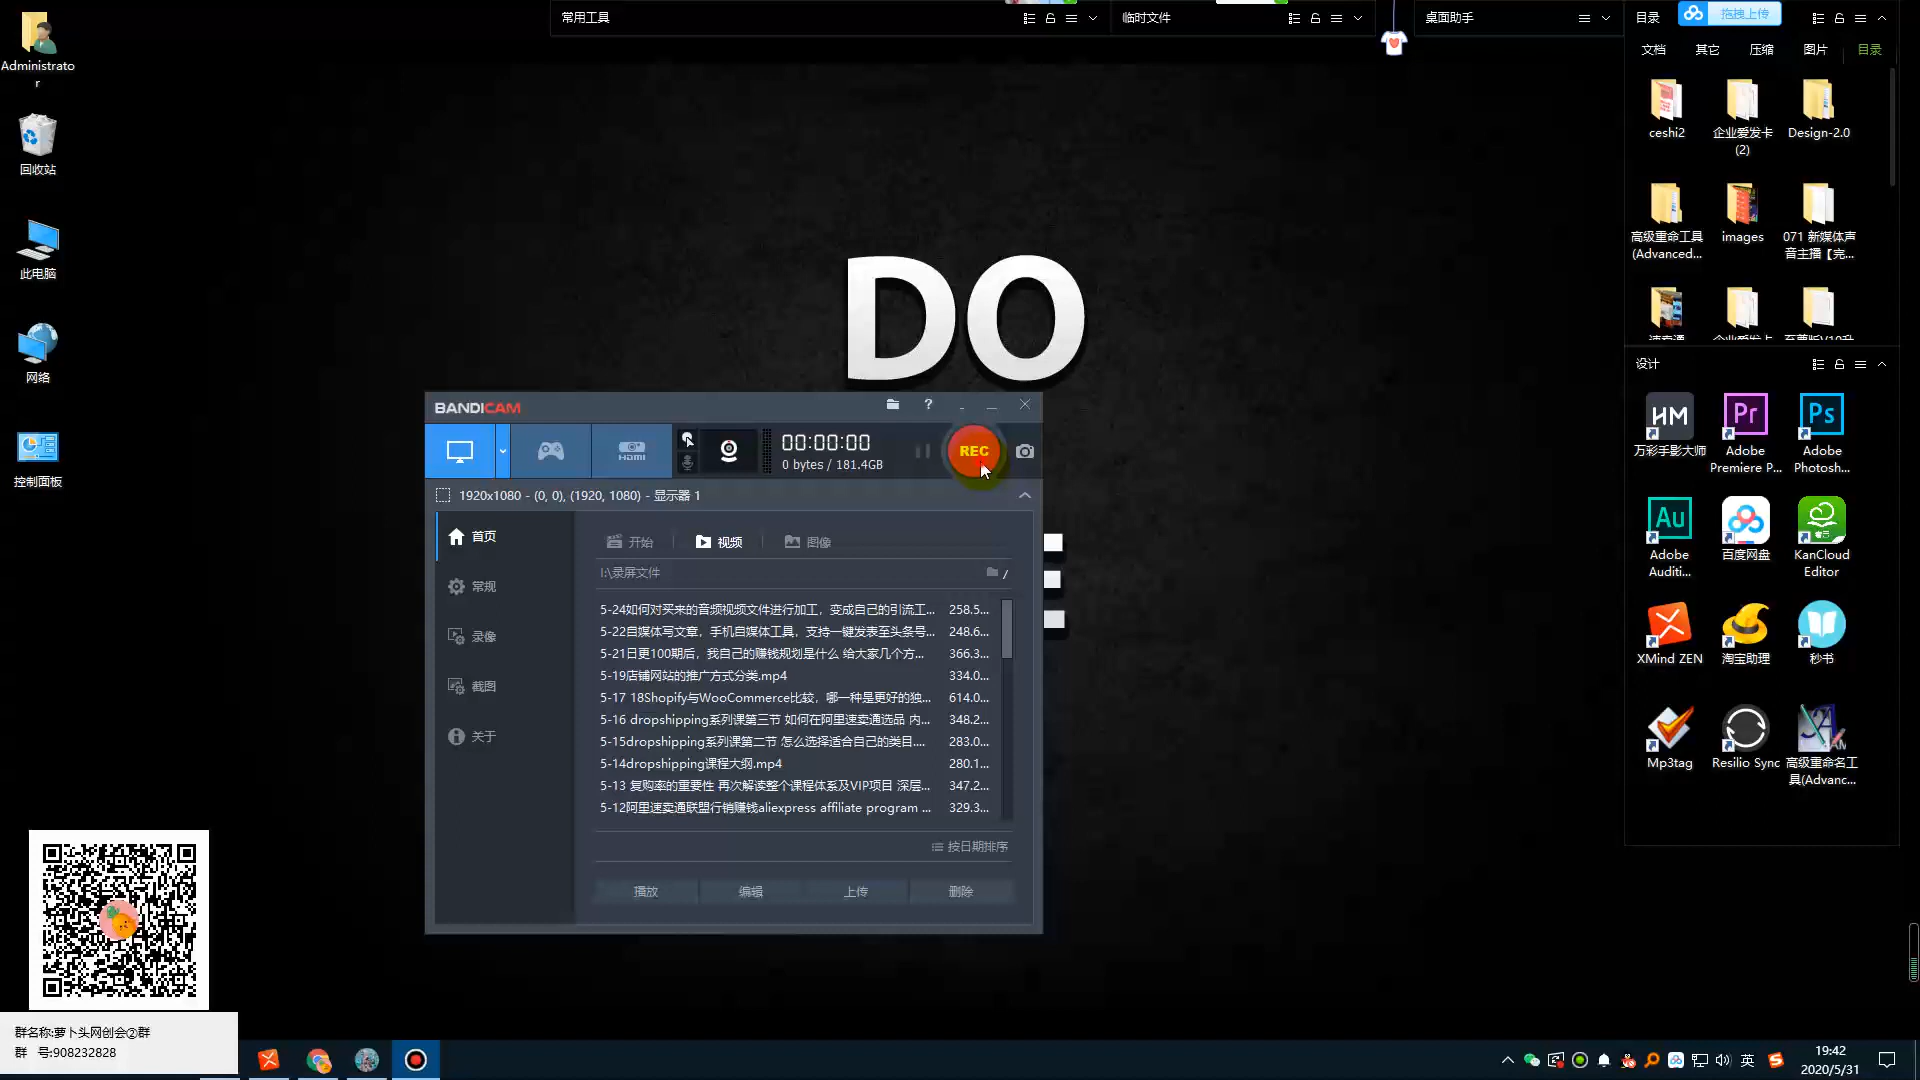 常用工具
临时文件
桌面助手
目录
拖拽上传
文档
其它
压缩
图片
目录
Administrato
r
回收站
此电脑
网络
控制面板
DO
ceshi2
企业爱发卡
(2)
Design-2.0
高级重命工具
(Advanced...
images
071 新媒体声
音主播【完...
设计
HM
万彩手影大师
Pr
Adobe
Premiere P...
Ps
Adobe
Photosh...
Au
Adobe
Auditi...
百度网盘
KanCloud
Editor
XMind ZEN
淘宝助理
秒书
Mp3tag
Resilio Sync
高级重命名工
具(Advanc...
BANDICAM
?
HDMI
00:00:00
0 bytes / 181.4GB
REC
1920x1080 - (0, 0), (1920, 1080) - 显示器 1
首页
常规
录像
截图
关于
开始
视频
图像
I:\录屏文件
/
5-24如何对买来的音频视频文件进行加工，变成自己的引流工... 258.5...
5-22自媒体写文章，手机自媒体工具，支持一键发表至头条号... 248.6...
5-21日更100期后，我自己的赚钱规划是什么 给大家几个方... 366.3...
5-19店铺网站的推广方式分类.mp4 334.0...
5-17 18Shopify与WooCommerce比较，哪一种是更好的独... 614.0...
5-16 dropshipping系列课第三节 如何在阿里速卖通选品 内... 348.2...
5-15dropshipping系列课第二节 怎么选择适合自己的类目.... 283.0...
5-14dropshipping课程大纲.mp4 280.1...
5-13 复购率的重要性 再次解读整个课程体系及VIP项目 深层... 347.2...
5-12阿里速卖通联盟行销赚钱aliexpress affiliate program ... 329.3...
按日期排序
播放
编辑
上传
删除
群名称:萝卜头网创会②群
群 号:908232828
英
19:42
2020/5/31